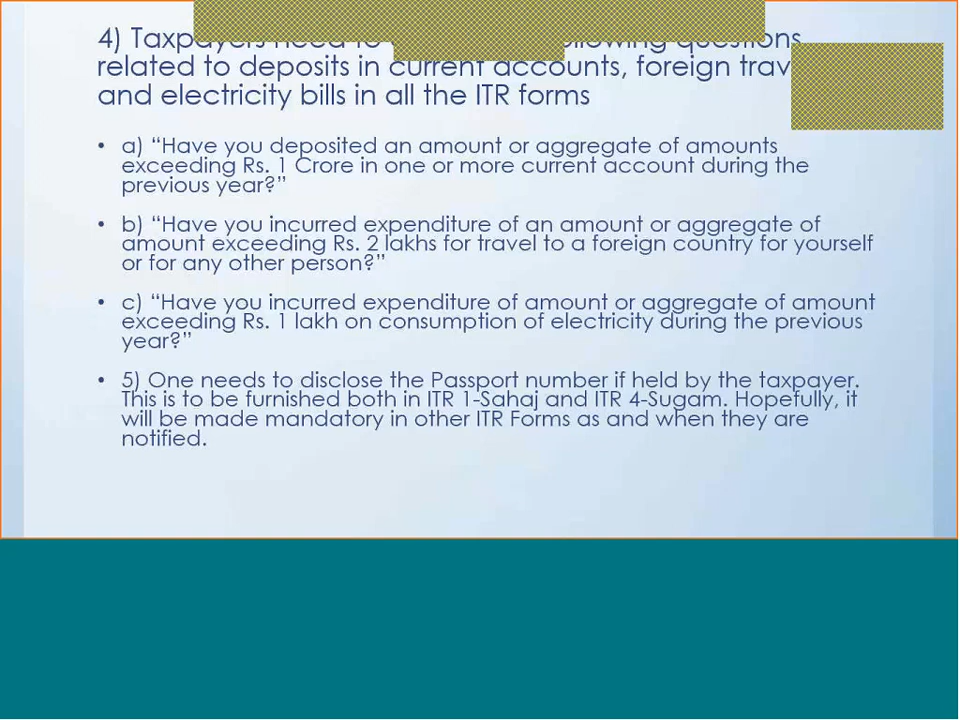 4) Taxpayers need to following questions
related to deposits in current accounts, foreign
and electricity bills in all the ITR forms
• a) “Have you deposited an amount or aggregate of amounts
exceeding Rs. 1 Crore in one or more current account during the
previous year?”
• b) “Have you incurred expenditure of an amount or aggregate of
amount exceeding Rs. 2 lakhs for travel to a foreign country for yourself
or for any other person?”
• c) “Have you incurred expenditure of amount or aggregate of amount
exceeding Rs. 1 lakh on consumption of electricity during the previous
year?”
• 5) One needs to disclose the Passport number if held by the taxpayer.
This is to be furnished both in ITR 1-Sahaj and ITR 4-Sugam. Hopefully, it
will be made mandatory in other ITR Forms as and when they are
notified.